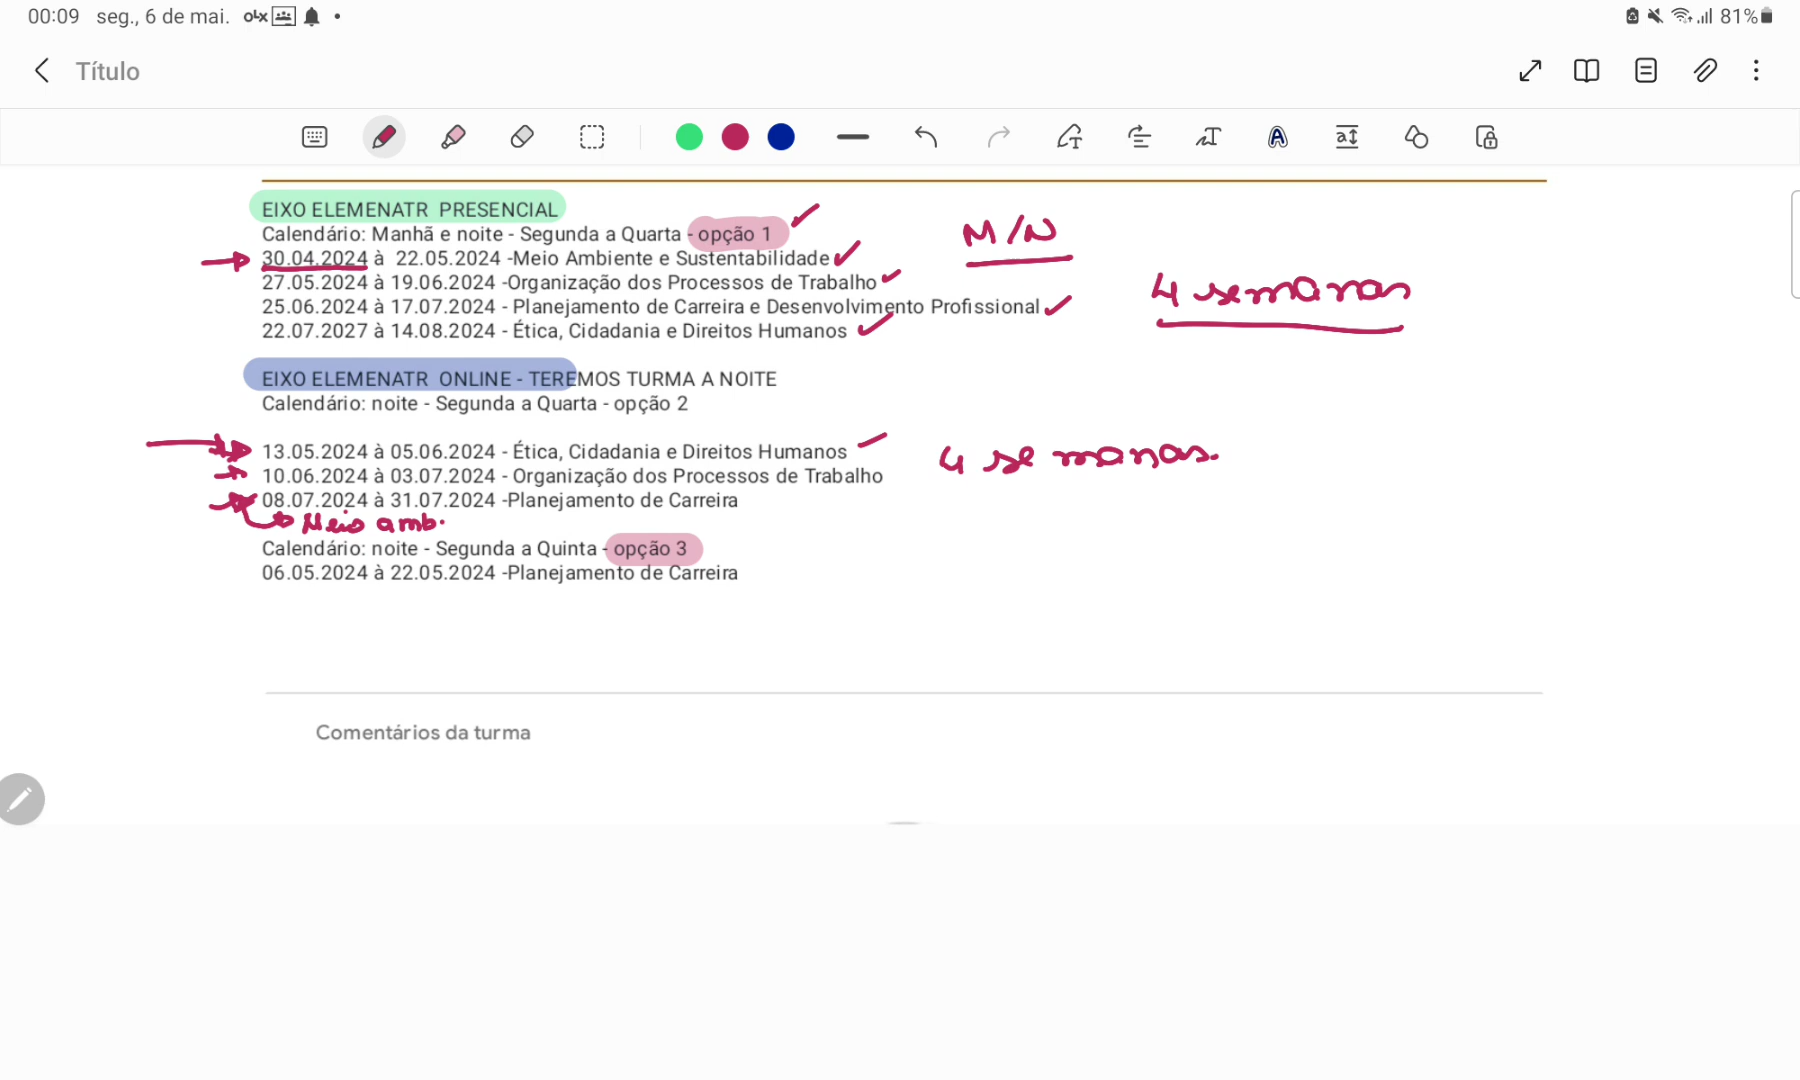 00:09 seg., 6 de mai. olx 81%
Título
EIXO ELEMENATR PRESENCIAL
Calendário: Manhã e noite - Segunda a Quarta - opção 1
M/N
30.04.2024 à 22.05.2024 -Meio Ambiente e Sustentabilidade
27.05.2024 à 19.06.2024 -Organização dos Processos de Trabalho
4 semanas
25.06.2024 à 17.07.2024 - Planejamento de Carreira e Desenvolvimento Profissional
22.07.2027 à 14.08.2024 - Ética, Cidadania e Direitos Humanos
EIXO ELEMENATR ONLINE - TEREMOS TURMA A NOITE
Calendário: noite - Segunda a Quarta - opção 2
13.05.2024 à 05.06.2024 - Ética, Cidadania e Direitos Humanos
4 semanas.
10.06.2024 à 03.07.2024 - Organização dos Processos de Trabalho
08.07.2024 à 31.07.2024 -Planejamento de Carreira
Meio amb.
Calendário: noite - Segunda a Quinta - opção 3
06.05.2024 à 22.05.2024 -Planejamento de Carreira
Comentários da turma